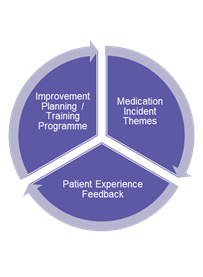 Improvement
Planning /
Training
Programme
Medication
Incident
Themes
Patient Experience
Feedback